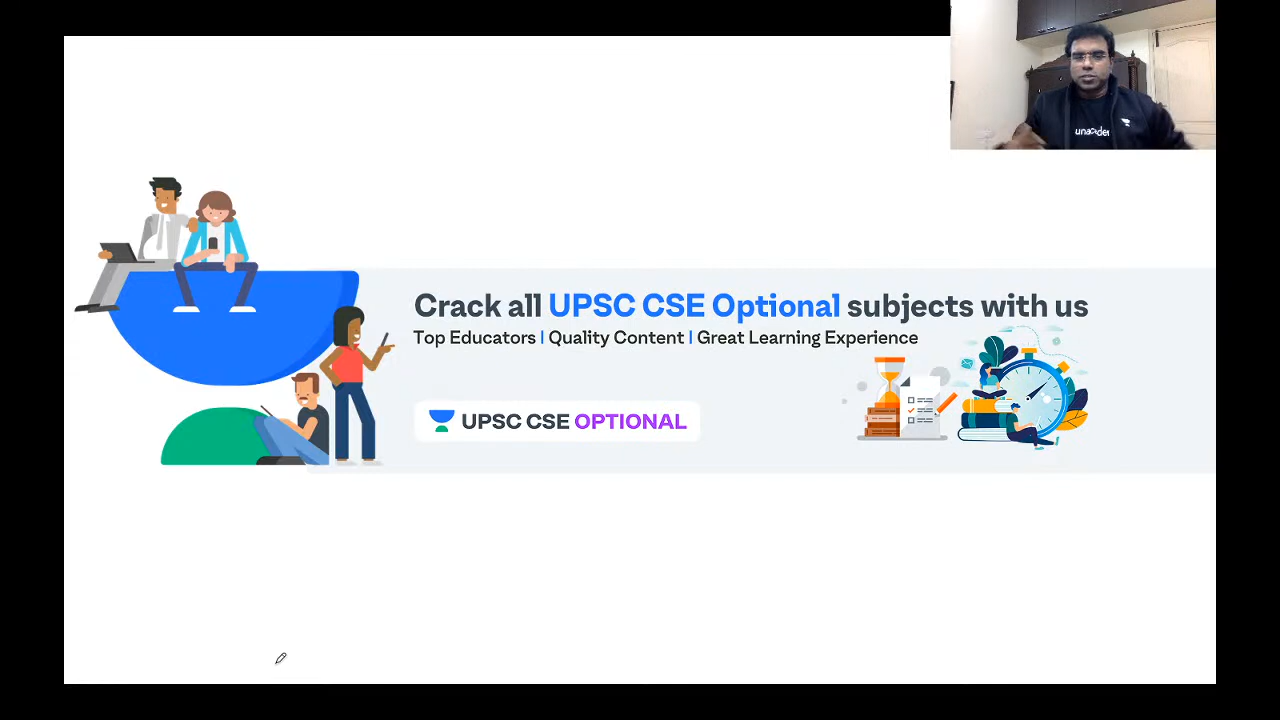 Crack all UPSC CSE Optional subjects with us
Top Educators | Quality Content | Great Learning Experience
UPSC CSE OPTIONAL